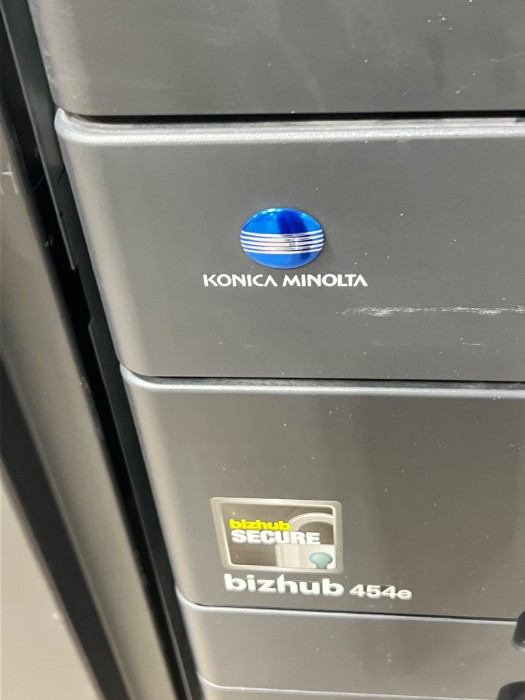 KONICA MINOLTA
bizhub
SECURE
bizhub 454e